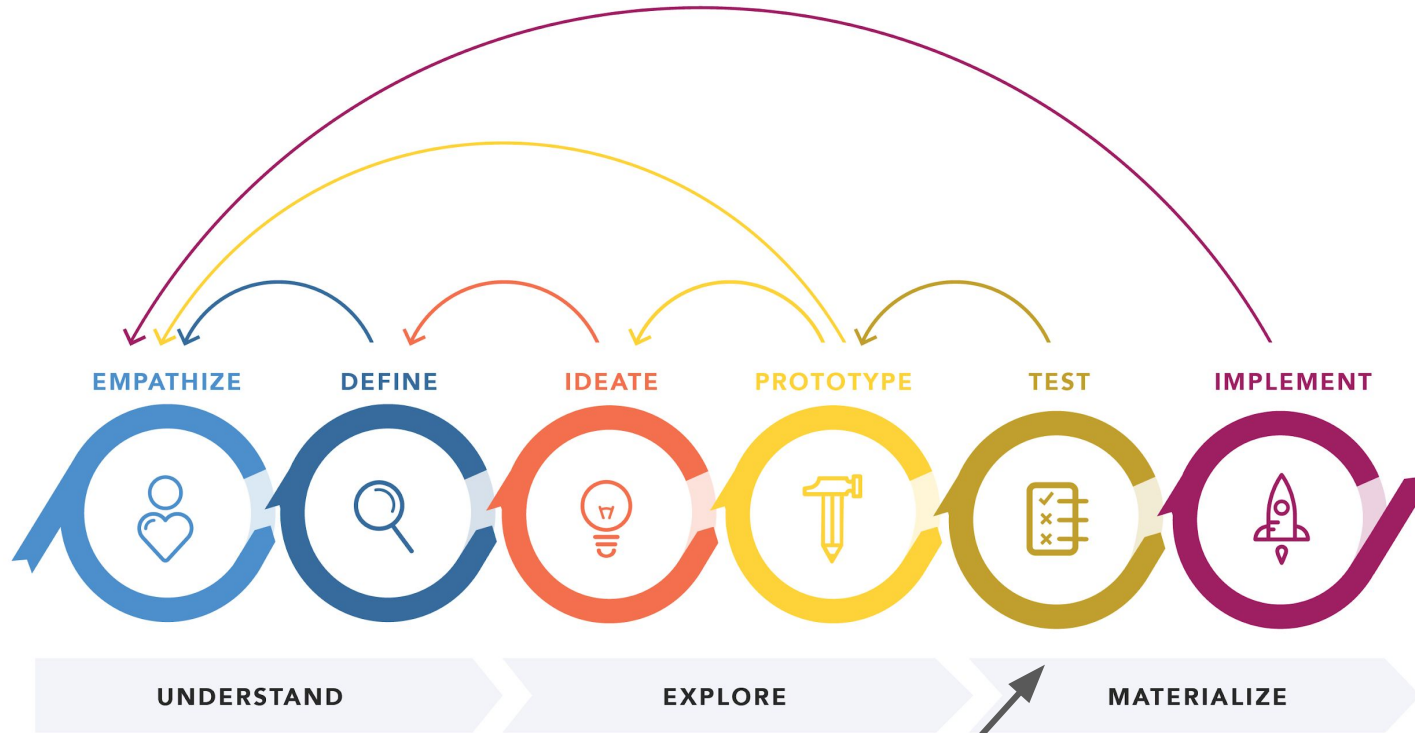 EMPATHIZE DEFINE IDEATE PROTOTYPE TEST IMPLEMENT
UNDERSTAND EXPLORE MATERIALIZE